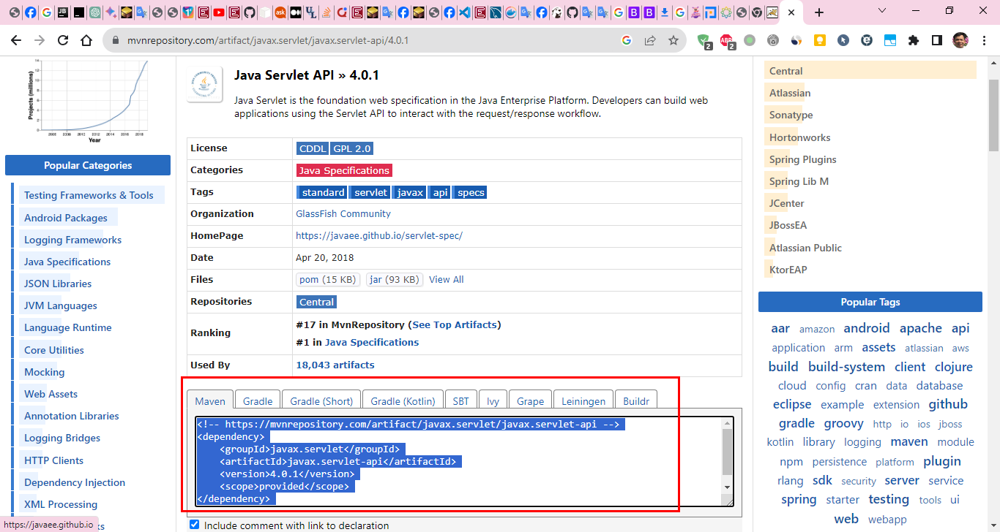 mvnrepository.com/artifact/javax.servlet/javax.servlet-api/4.0.1
2
ABP
2
Projects (millions)
14
12
10
8
6
4
2
0
2006 2008 2010 2012 2014 2016 2018
Year
Popular Categories
Testing Frameworks & Tools
Android Packages
Logging Frameworks
Java Specifications
JSON Libraries
JVM Languages
Language Runtime
Core Utilities
Mocking
Web Assets
Annotation Libraries
Logging Bridges
HTTP Clients
Dependency Injection
XML Processing
https://javaee.github.io
Java Servlet API » 4.0.1
Java Servlet is the foundation web specification in the Java Enterprise Platform. Developers can build web
applications using the Servlet API to interact with the request/response workflow.
License CDDL GPL 2.0
Categories Java Specifications
Tags standard servlet javax api specs
Organization GlassFish Community
HomePage https://javaee.github.io/servlet-spec/
Date Apr 20, 2018
Files pom (15 KB) jar (93 KB) View All
Repositories Central
Ranking #17 in MvnRepository (See Top Artifacts)
#1 in Java Specifications
Used By 18,043 artifacts
Maven Gradle Gradle (Short) Gradle (Kotlin) SBT Ivy Grape Leiningen Buildr
<!-- https://mvnrepository.com/artifact/javax.servlet/javax.servlet-api -->
<dependency>
<groupId>javax.servlet</groupId>
<artifactId>javax.servlet-api</artifactId>
<version>4.0.1</version>
<scope>provided</scope>
</dependency>
Include comment with link to declaration
Central
Atlassian
Sonatype
Hortonworks
Spring Plugins
Spring Lib M
JCenter
JBossEA
Atlassian Public
KtorEAP
Popular Tags
aar amazon android apache api
application arm assets atlassian aws
build build-system client clojure
cloud config cran data database
eclipse example extension github
gradle groovy http io ios jboss
kotlin library logging maven module
npm persistence platform plugin
rlang sdk security server service
spring starter testing tools ui
web webapp